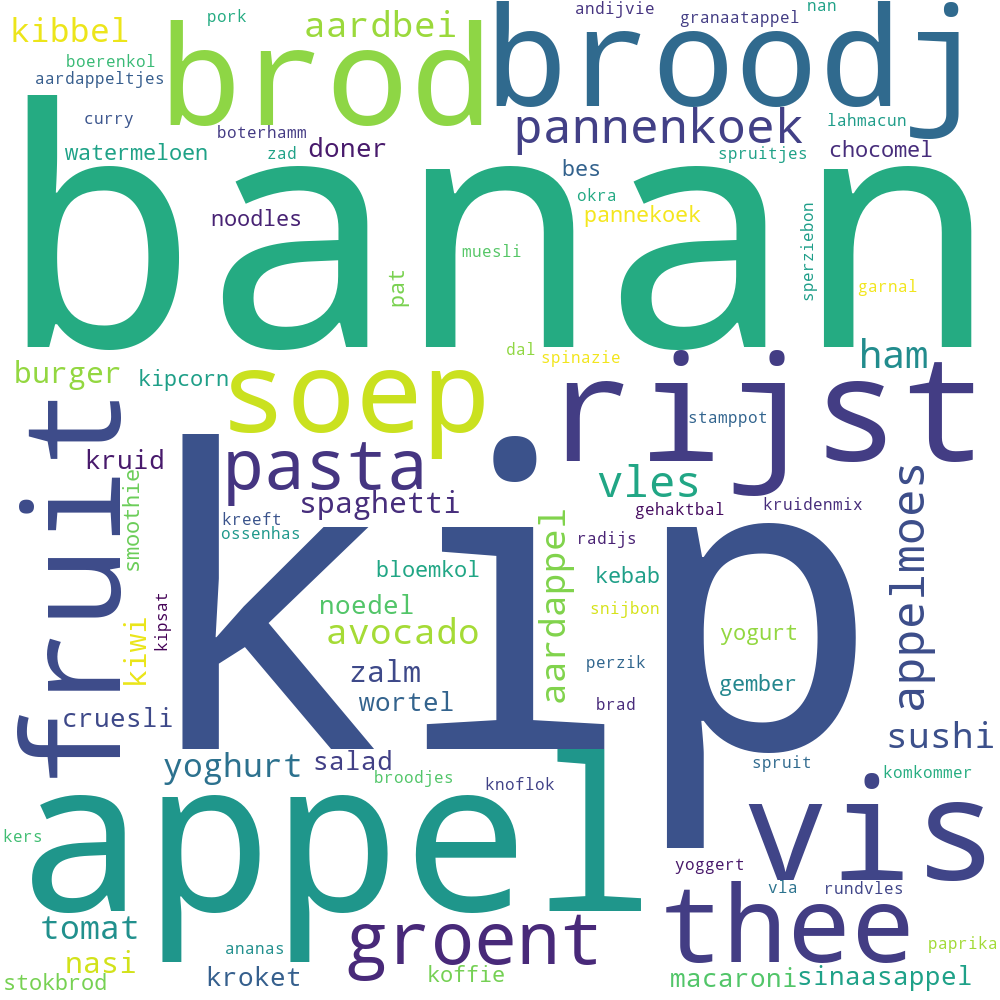 pork
andijvie
nan
granaatappel
kibbel
aardbei
brod
broodj
boerenkol
aardappeltjes
curry
boterhamm
pannenkoek
lahmacun
watermeloen
zad
doner
bes
spruitjes
chocomel
banan
okra
noodles
pannekoek
sperziebon
muesli
pat
garnal
dal
spinazie
ham
burger
kipcorn
soep
rijst
stamppot
fruit
kruid
pasta
vles
smoothie
spaghetti
gehaktbal
kruidenmix
appelmoes
kreeft
ossenhas
aardappel
radijs
kip
bloemkol
kebab
noedel
snijbon
kipsat
kiwi
avocado
yogurt
zalm
perzik
gember
wortel
brad
cruesli
sushi
yoghurt
salad
spruit
broodjes
knoflok
komkommer
kers
appel
vis
yoggert
vla
rundvles
tomat
groent
thee
ananas
paprika
nasi
kroket
koffie
macaroni
sinaasappel
stokbrod